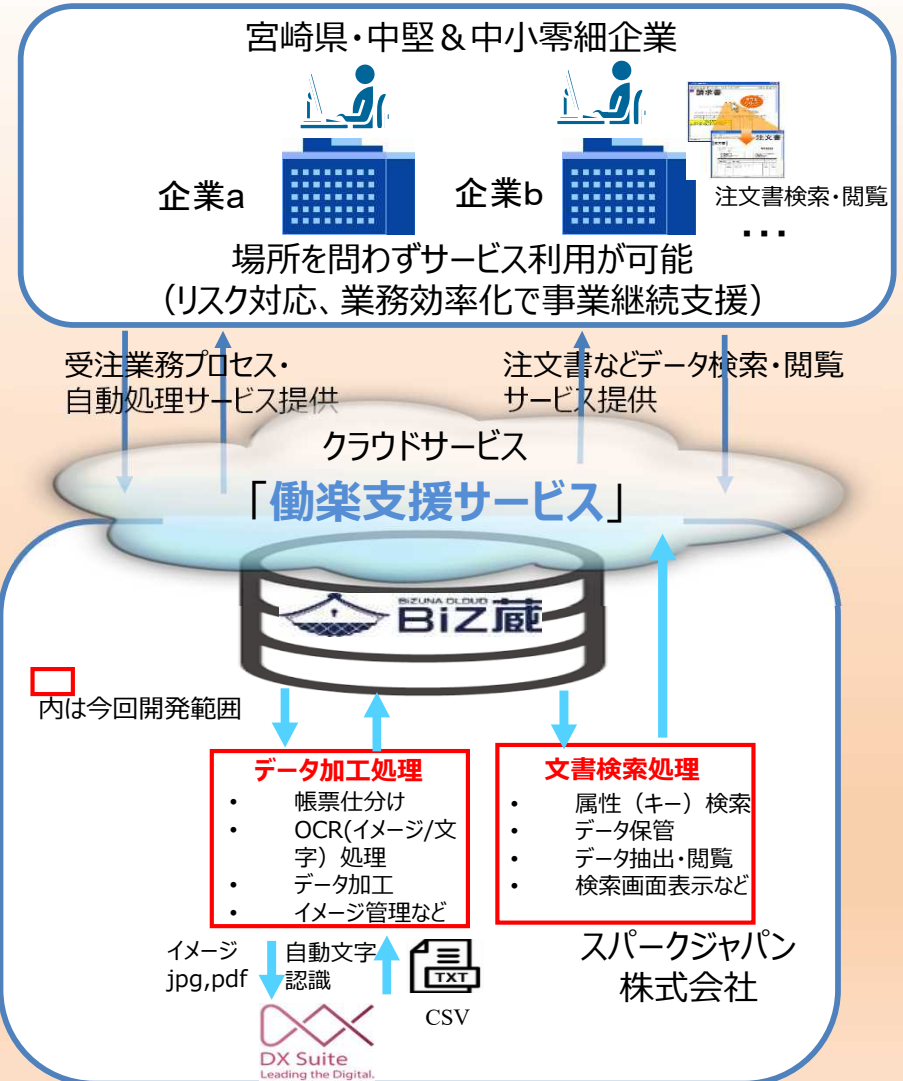 宮崎県・中堅＆中小零細企業
請求書
注文書
企業a
企業b
注文書検索・閲覧
・・・
場所を問わずサービス利用が可能
（リスク対応、業務効率化で事業継続支援）
受注業務プロセス・
自動処理サービス提供
注文書などデータ検索・閲覧
サービス提供
クラウドサービス
「働楽支援サービス」
BIZUNA CLOUD
BiZ蔵
内は今回開発範囲
データ加工処理
• 帳票仕分け
• OCR(イメージ/文
字）処理
• データ加工
• イメージ管理など
文書検索処理
• 属性（キー）検索
• データ保管
• データ抽出・閲覧
• 検索画面表示など
イメージ
jpg,pdf
自動文字
認識
TXT
CSV
スパークジャパン
株式会社
DX Suite
Leading the Digital.